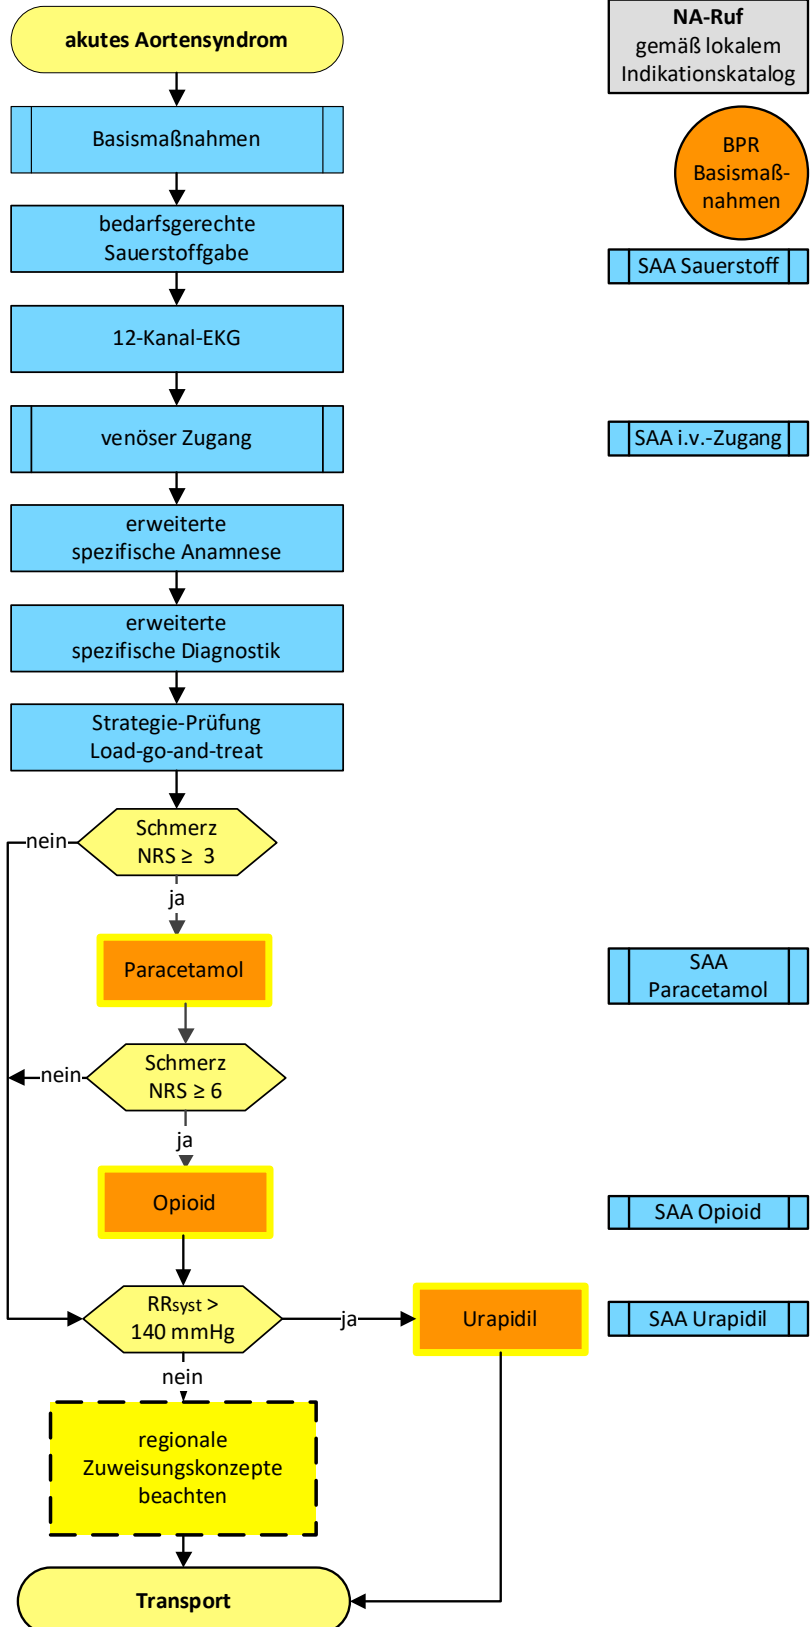 akutes Aortensyndrom
NA-Ruf
gemäß lokalem
Indikationskatalog
Basismaßnahmen
BPR
Basismaß-
nahmen
bedarfsgerechte
Sauerstoffgabe
SAA Sauerstoff
12-Kanal-EKG
venöser Zugang
SAA i.v.-Zugang
erweiterte
spezifische Anamnese
erweiterte
spezifische Diagnostik
Strategie-Prüfung
Load-go-and-treat
Schmerz
NRS ≥ 3
nein
ja
Paracetamol
SAA
Paracetamol
Schmerz
NRS ≥ 6
nein
ja
Opioid
SAA Opioid
RRsyst >
140 mmHg
ja
Urapidil
SAA Urapidil
nein
regionale
Zuweisungskonzepte
beachten
Transport